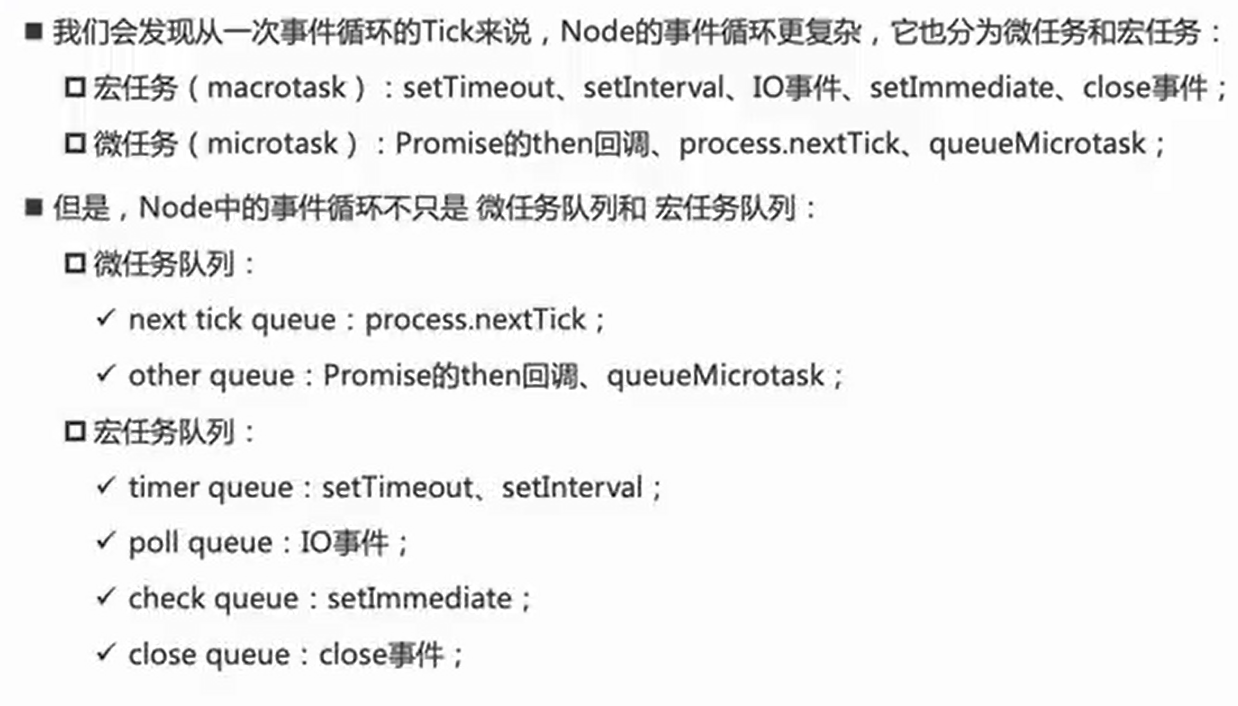 ■ 我们会发现从一次事件循环的Tick来说，Node的事件循环更复杂，它也分为微任务和宏任务：
宏任务（macrotask）：setTimeout、setInterval、IO事件、setImmediate、close事件；
微任务（microtask）：Promise的then回调、process.nextTick、queueMicrotask；
■ 但是，Node中的事件循环不只是 微任务队列和 宏任务队列：
微任务队列：
✓ next tick queue：process.nextTick；
✓ other queue：Promise的then回调、queueMicrotask；
宏任务队列：
✓ timer queue：setTimeout、setInterval；
✓ poll queue：IO事件；
✓ check queue：setImmediate；
✓ close queue：close事件；